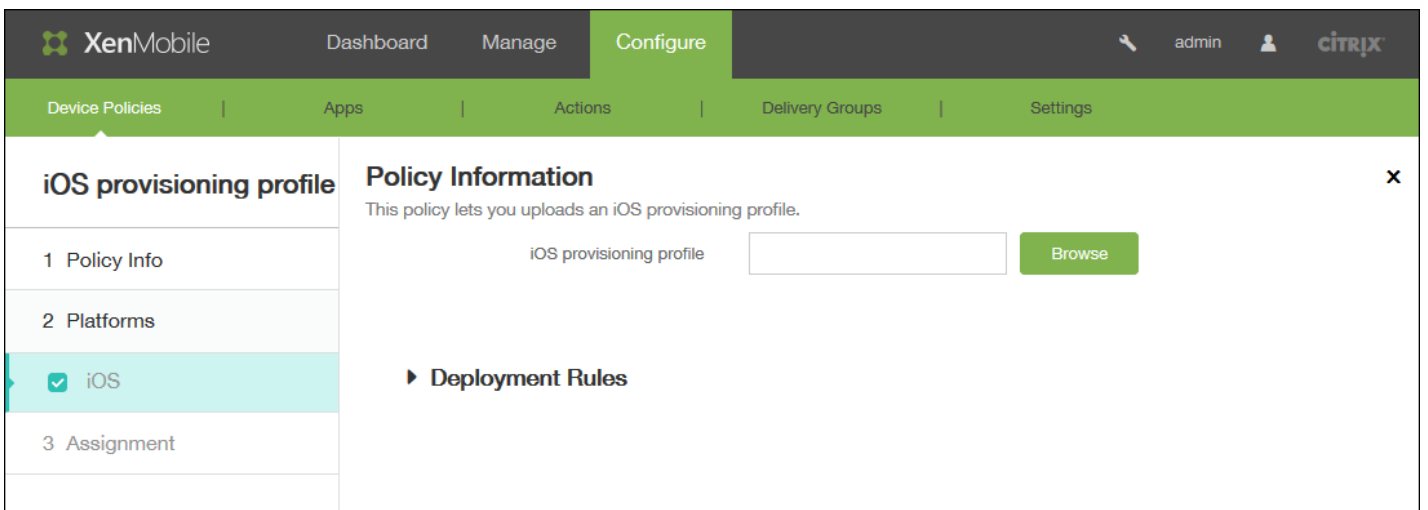 XenMobile Dashboard Manage Configure admin CİTRIX
Device Policies | Apps | Actions | Delivery Groups | Settings
iOS provisioning profile
1 Policy Info
2 Platforms
iOS
3 Assignment
Policy Information
This policy lets you uploads an iOS provisioning profile.
iOS provisioning profile Browse
Deployment Rules